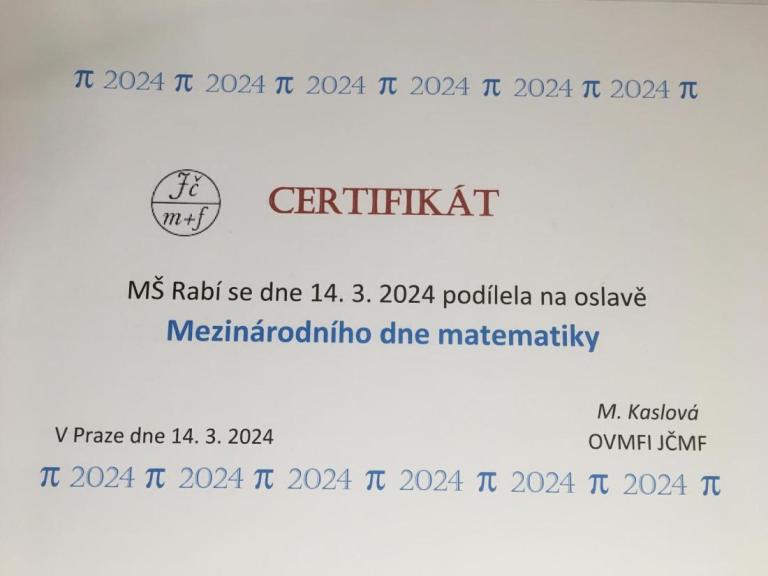 π 2024 π 2024 π 2024 π 2024 π 2024 π 2024 π
Jč
m+f
CERTIFIKÁT
MŠ Rabí se dne 14. 3. 2024 podílela na oslavě
Mezinárodního dne matematiky
M. Kaslová
V Praze dne 14. 3. 2024
OVMFI JČMF
π 2024 π 2024 π 2024 π 2024 π 2024 π 2024 π